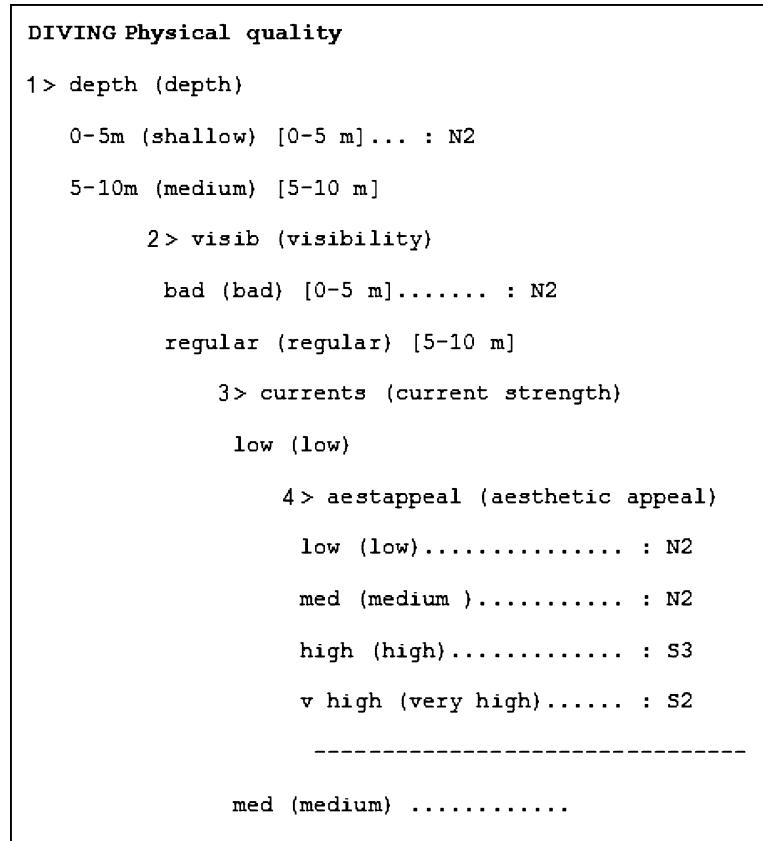 DIVING Physical quality
1> depth (depth)
0-5m (shallow) [0-5 m]... : N2
5-10m (medium) [5-10 m]
2> visib (visibility)
bad (bad) [0-5 m]....... : N2
regular (regular) [5-10 m]
3> currents (current strength)
low (low)
4> aestappeal (aesthetic appeal)
low (low)............... : N2
med (medium )........... : N2
high (high)............. : S3
v high (very high)...... : S2
--------------------------------
med (medium) ............